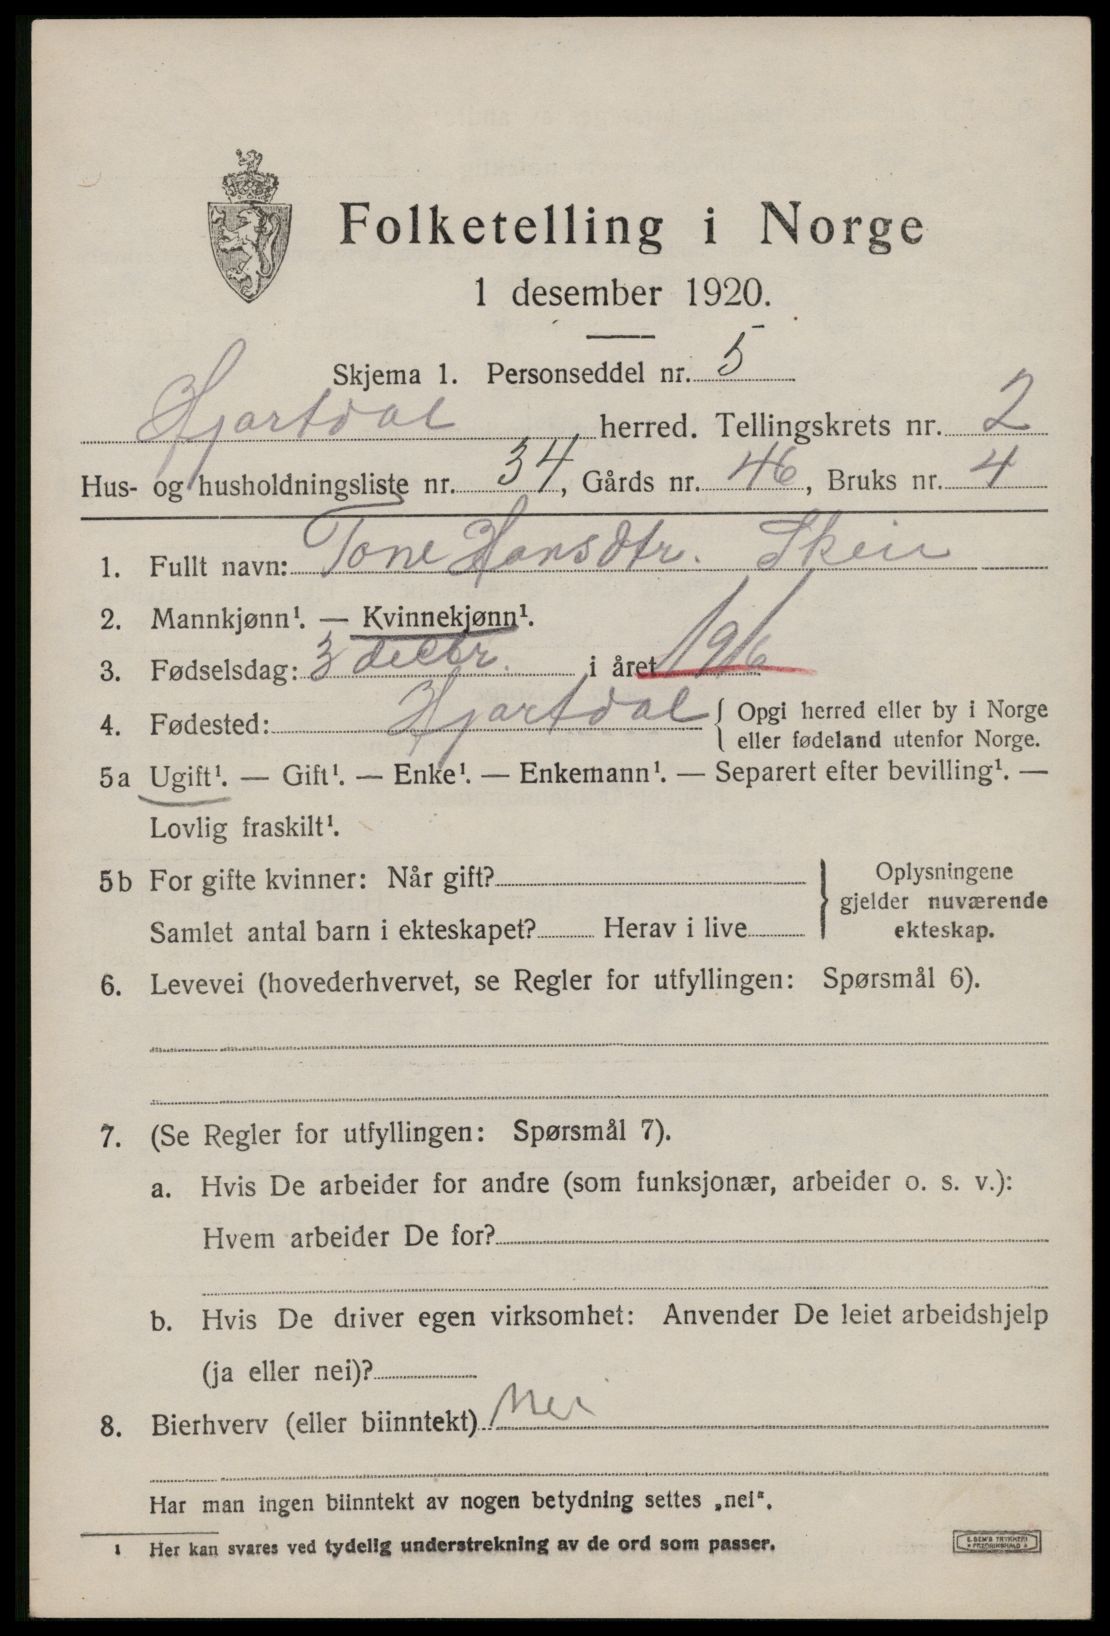 Folketelling i Norge
1 desember 1920.
Skjema 1. Personseddel nr. 5
Hjartdal herred. Tellingskrets nr. 2
Hus- og husholdningsliste nr. 34, Gårds nr. 46, Bruks nr. 4
1. Fullt navn: Tone Hansdtr. Skeie
2. Mannkjønn¹. — Kvinnekjønn¹.
3. Fødselsdag: 3 decbr. i året 1916
4. Fødested: Hjartdal { Opgi herred eller by i Norge
eller fødeland utenfor Norge.
5a Ugift¹. — Gift¹. — Enke¹. — Enkemann¹. — Separert efter bevilling¹. —
Lovlig fraskilt¹.
5b For gifte kvinner: Når gift?
Samlet antal barn i ekteskapet? Herav i live
Oplysningene
gjelder nuværende
ekteskap.
6. Levevei (hovederhvervet, se Regler for utfyllingen: Spørsmål 6).
7. (Se Regler for utfyllingen: Spørsmål 7).
a. Hvis De arbeider for andre (som funksjonær, arbeider o. s. v.):
Hvem arbeider De for?
b. Hvis De driver egen virksomhet: Anvender De leiet arbeidshjelp
(ja eller nei)?
8. Bierhverv (eller biinntekt) Nei
Har man ingen biinntekt av nogen betydning settes „nei".
¹ Her kan svares ved tydelig understrekning av de ord som passer.
FREDRIKSHALD